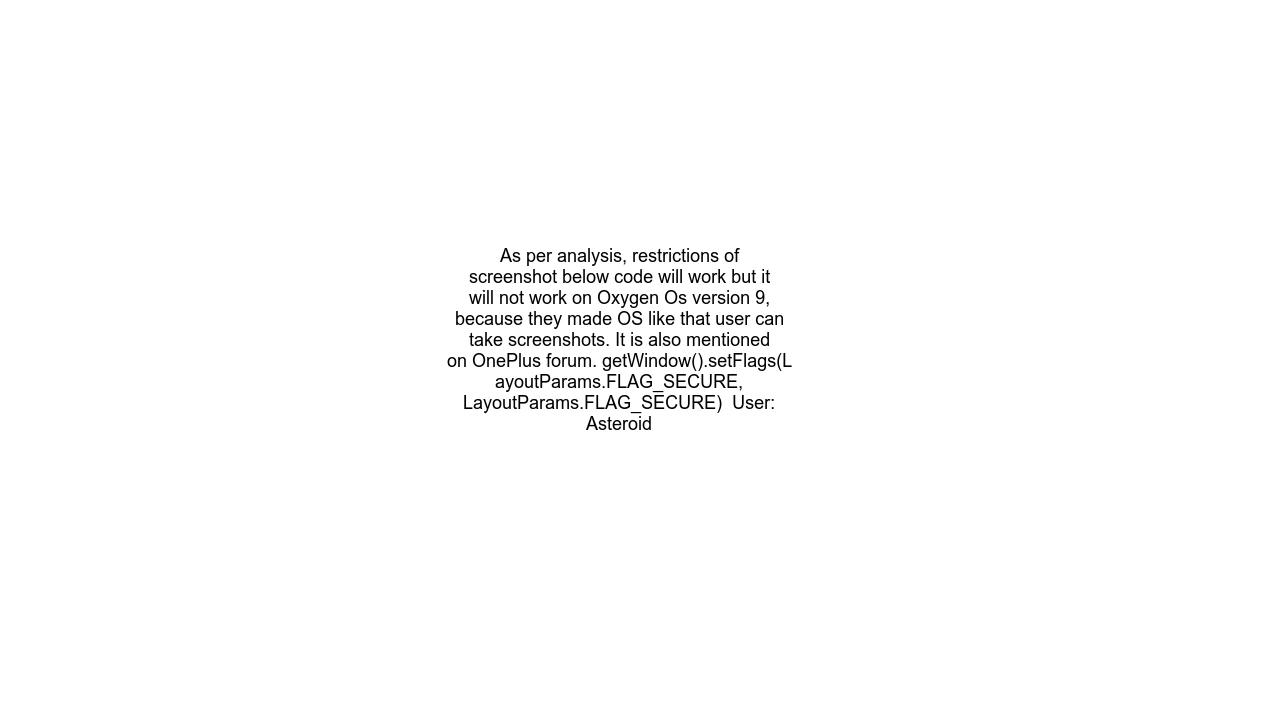 As per analysis, restrictions of
screenshot below code will work but it
will not work on Oxygen Os version 9,
because they made OS like that user can
take screenshots. It is also mentioned
on OnePlus forum. getWindow().setFlags(L
ayoutParams.FLAG_SECURE,
LayoutParams.FLAG_SECURE)  User:
Asteroid